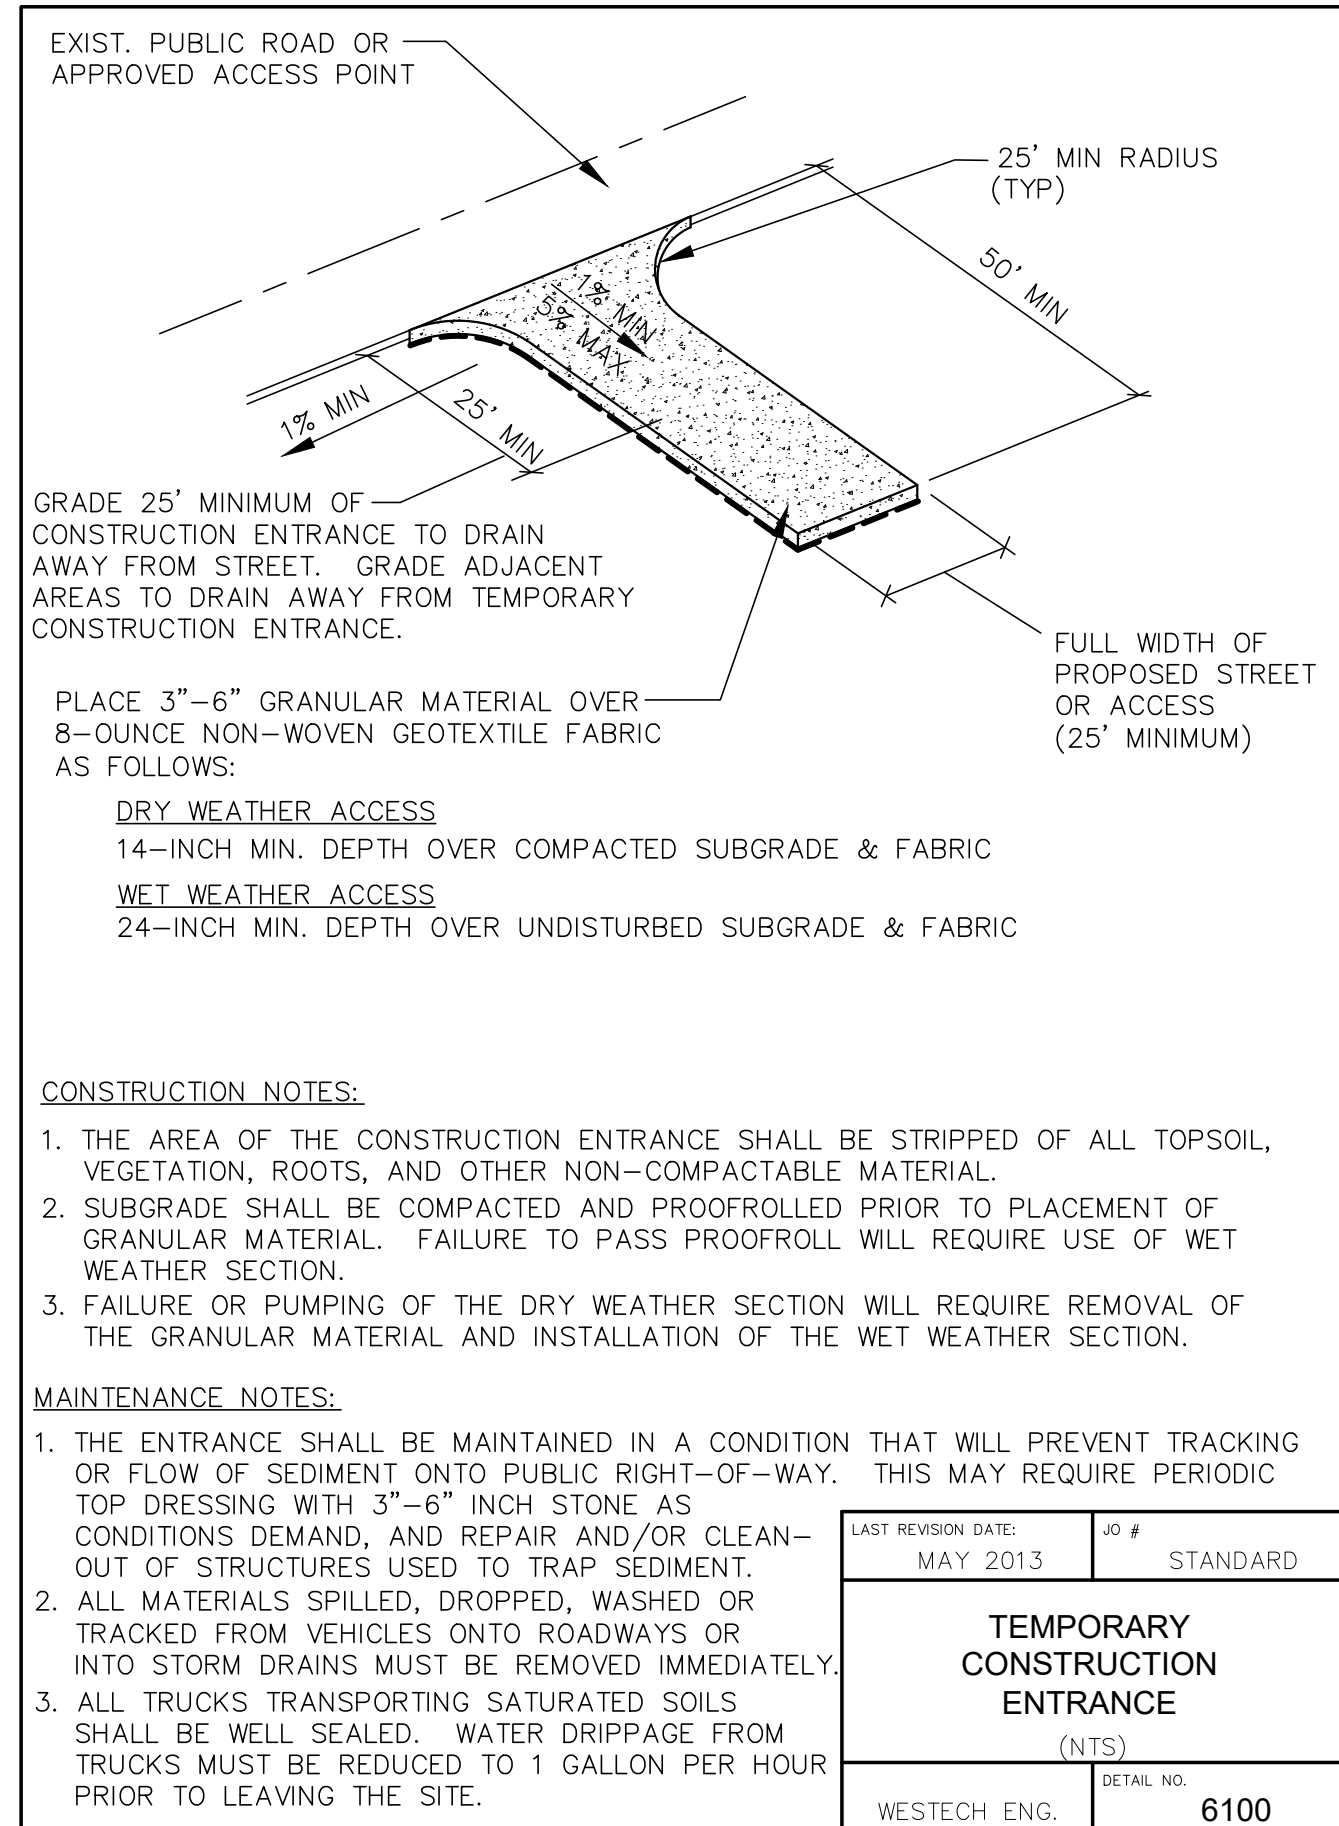 EXIST. PUBLIC ROAD OR
APPROVED ACCESS POINT
25' MIN RADIUS
(TYP)
50' MIN
1% MIN
5% MAX
1% MIN
25' MIN
GRADE 25' MINIMUM OF
CONSTRUCTION ENTRANCE TO DRAIN
AWAY FROM STREET. GRADE ADJACENT
AREAS TO DRAIN AWAY FROM TEMPORARY
CONSTRUCTION ENTRANCE.
FULL WIDTH OF
PROPOSED STREET
OR ACCESS
(25' MINIMUM)
PLACE 3"-6" GRANULAR MATERIAL OVER
8-OUNCE NON-WOVEN GEOTEXTILE FABRIC
AS FOLLOWS:
DRY WEATHER ACCESS
14-INCH MIN. DEPTH OVER COMPACTED SUBGRADE & FABRIC
WET WEATHER ACCESS
24-INCH MIN. DEPTH OVER UNDISTURBED SUBGRADE & FABRIC
CONSTRUCTION NOTES:
1. THE AREA OF THE CONSTRUCTION ENTRANCE SHALL BE STRIPPED OF ALL TOPSOIL,
VEGETATION, ROOTS, AND OTHER NON-COMPACTABLE MATERIAL.
2. SUBGRADE SHALL BE COMPACTED AND PROOFROLLED PRIOR TO PLACEMENT OF
GRANULAR MATERIAL. FAILURE TO PASS PROOFROLL WILL REQUIRE USE OF WET
WEATHER SECTION.
3. FAILURE OR PUMPING OF THE DRY WEATHER SECTION WILL REQUIRE REMOVAL OF
THE GRANULAR MATERIAL AND INSTALLATION OF THE WET WEATHER SECTION.
MAINTENANCE NOTES:
1. THE ENTRANCE SHALL BE MAINTAINED IN A CONDITION THAT WILL PREVENT TRACKING
OR FLOW OF SEDIMENT ONTO PUBLIC RIGHT-OF-WAY. THIS MAY REQUIRE PERIODIC
TOP DRESSING WITH 3"-6" INCH STONE AS
CONDITIONS DEMAND, AND REPAIR AND/OR CLEAN-
OUT OF STRUCTURES USED TO TRAP SEDIMENT.
2. ALL MATERIALS SPILLED, DROPPED, WASHED OR
TRACKED FROM VEHICLES ONTO ROADWAYS OR
INTO STORM DRAINS MUST BE REMOVED IMMEDIATELY.
3. ALL TRUCKS TRANSPORTING SATURATED SOILS
SHALL BE WELL SEALED. WATER DRIPPAGE FROM
TRUCKS MUST BE REDUCED TO 1 GALLON PER HOUR
PRIOR TO LEAVING THE SITE.
LAST REVISION DATE:
MAY 2013
JO #
STANDARD
TEMPORARY
CONSTRUCTION
ENTRANCE
(NTS)
WESTECH ENG.
DETAIL NO.
6100